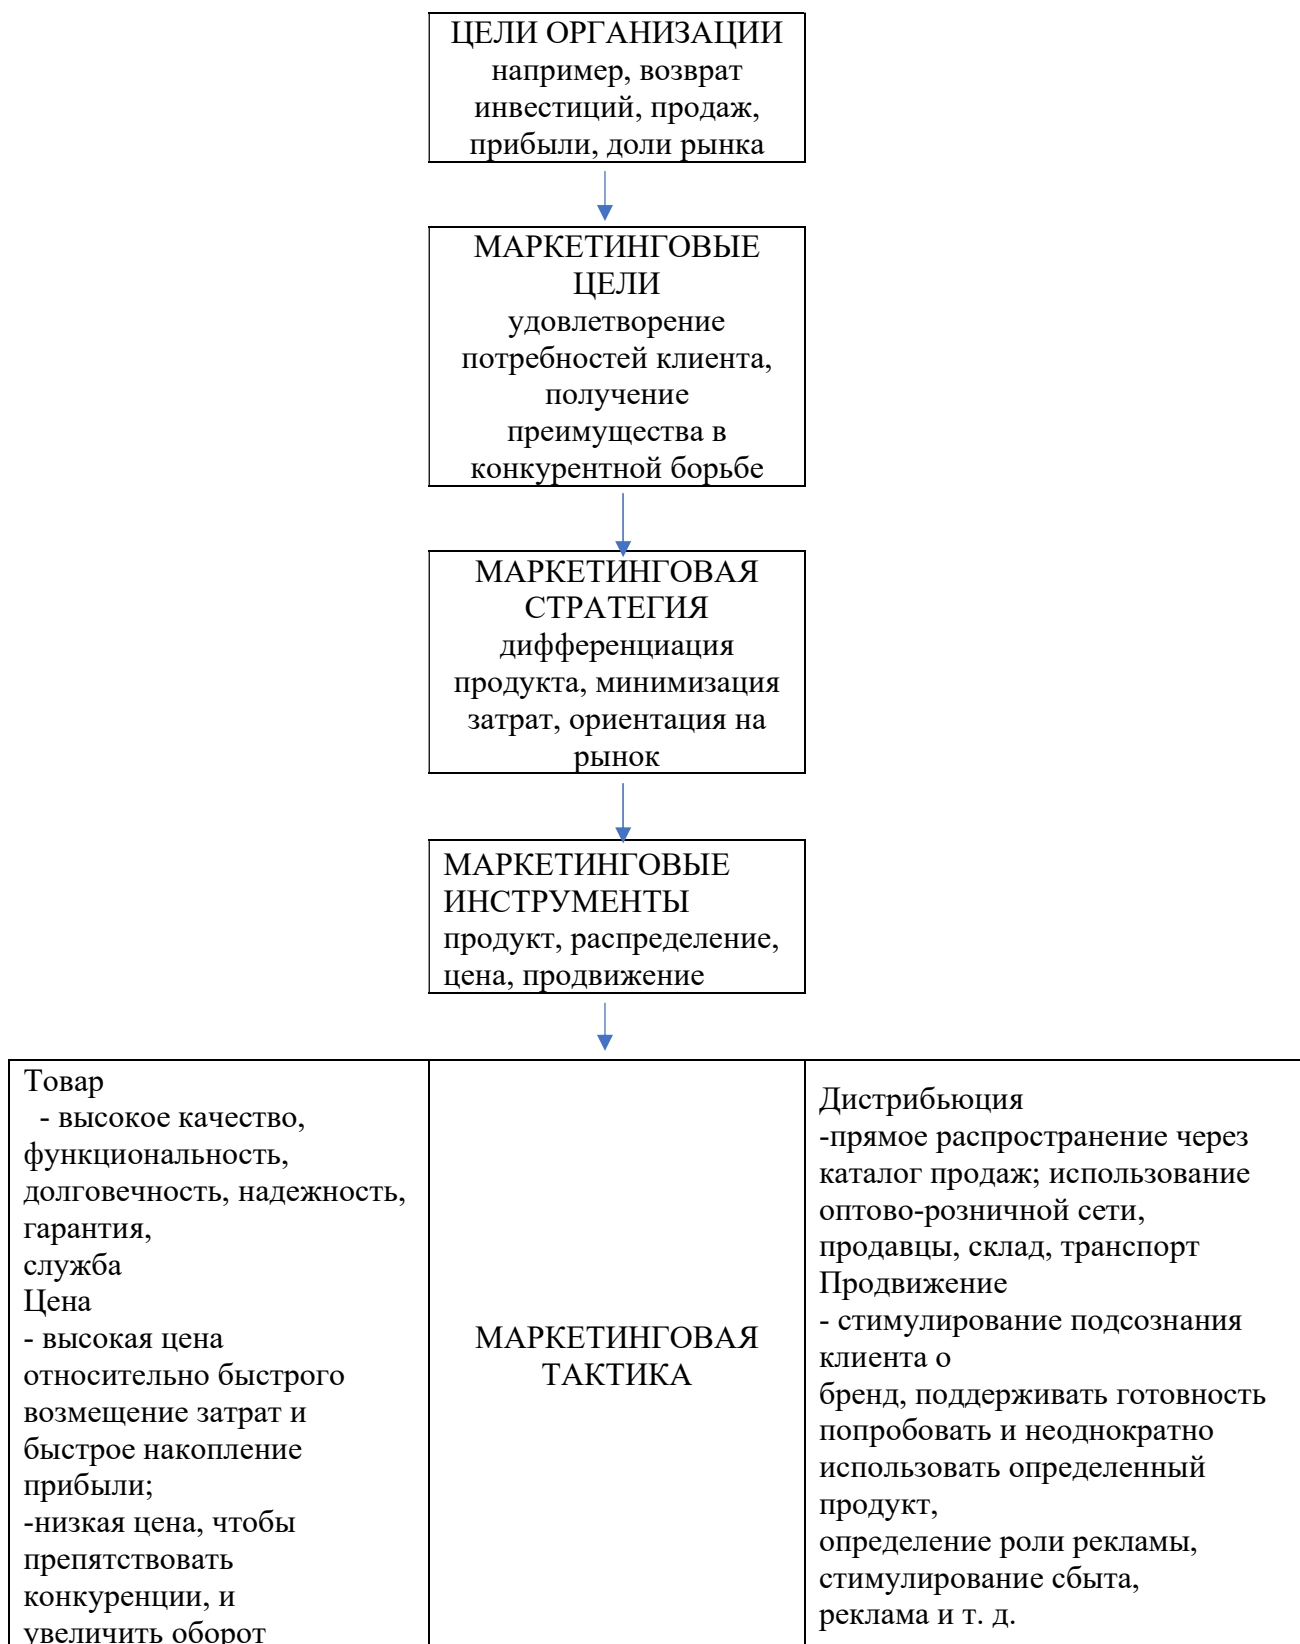 ЦЕЛИ ОРГАНИЗАЦИИ
например, возврат
инвестиций, продаж,
прибыли, доли рынка
МАРКЕТИНГОВЫЕ
ЦЕЛИ
удовлетворение
потребностей клиента,
получение
преимущества в
конкурентной борьбе
МАРКЕТИНГОВАЯ
СТРАТЕГИЯ
дифференциация
продукта, минимизация
затрат, ориентация на
рынок
МАРКЕТИНГОВЫЕ
ИНСТРУМЕНТЫ
продукт, распределение,
цена, продвижение
Товар
- высокое качество,
функциональность,
долговечность, надежность,
гарантия,
служба
Цена
- высокая цена
относительно быстрого
возмещение затрат и
быстрое накопление
прибыли;
-низкая цена, чтобы
препятствовать
конкуренции, и
увеличить оборот
МАРКЕТИНГОВАЯ
ТАКТИКА
Дистрибьюция
-прямое распространение через
каталог продаж; использование
оптово-розничной сети,
продавцы, склад, транспорт
Продвижение
- стимулирование подсознания
клиента о
бренд, поддерживать готовность
попробовать и неоднократно
использовать определенный
продукт,
определение роли рекламы,
стимулирование сбыта,
реклама и т. д.